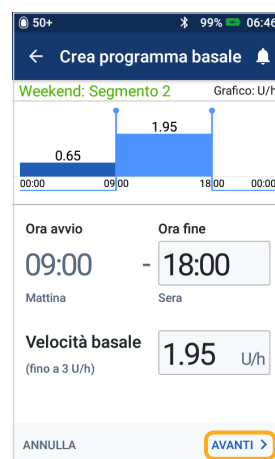 50+ 99% 06:46
Crea programma basale
Weekend: Segmento 2 Grafico: U/h
1.95
0.65
00:00 09:00 18:00 00:00
Ora avvio Ora fine
09:00 - 18:00
Mattina Sera
Velocità basale
(fino a 3 U/h)
1.95 U/h
ANNULLA AVANTI >